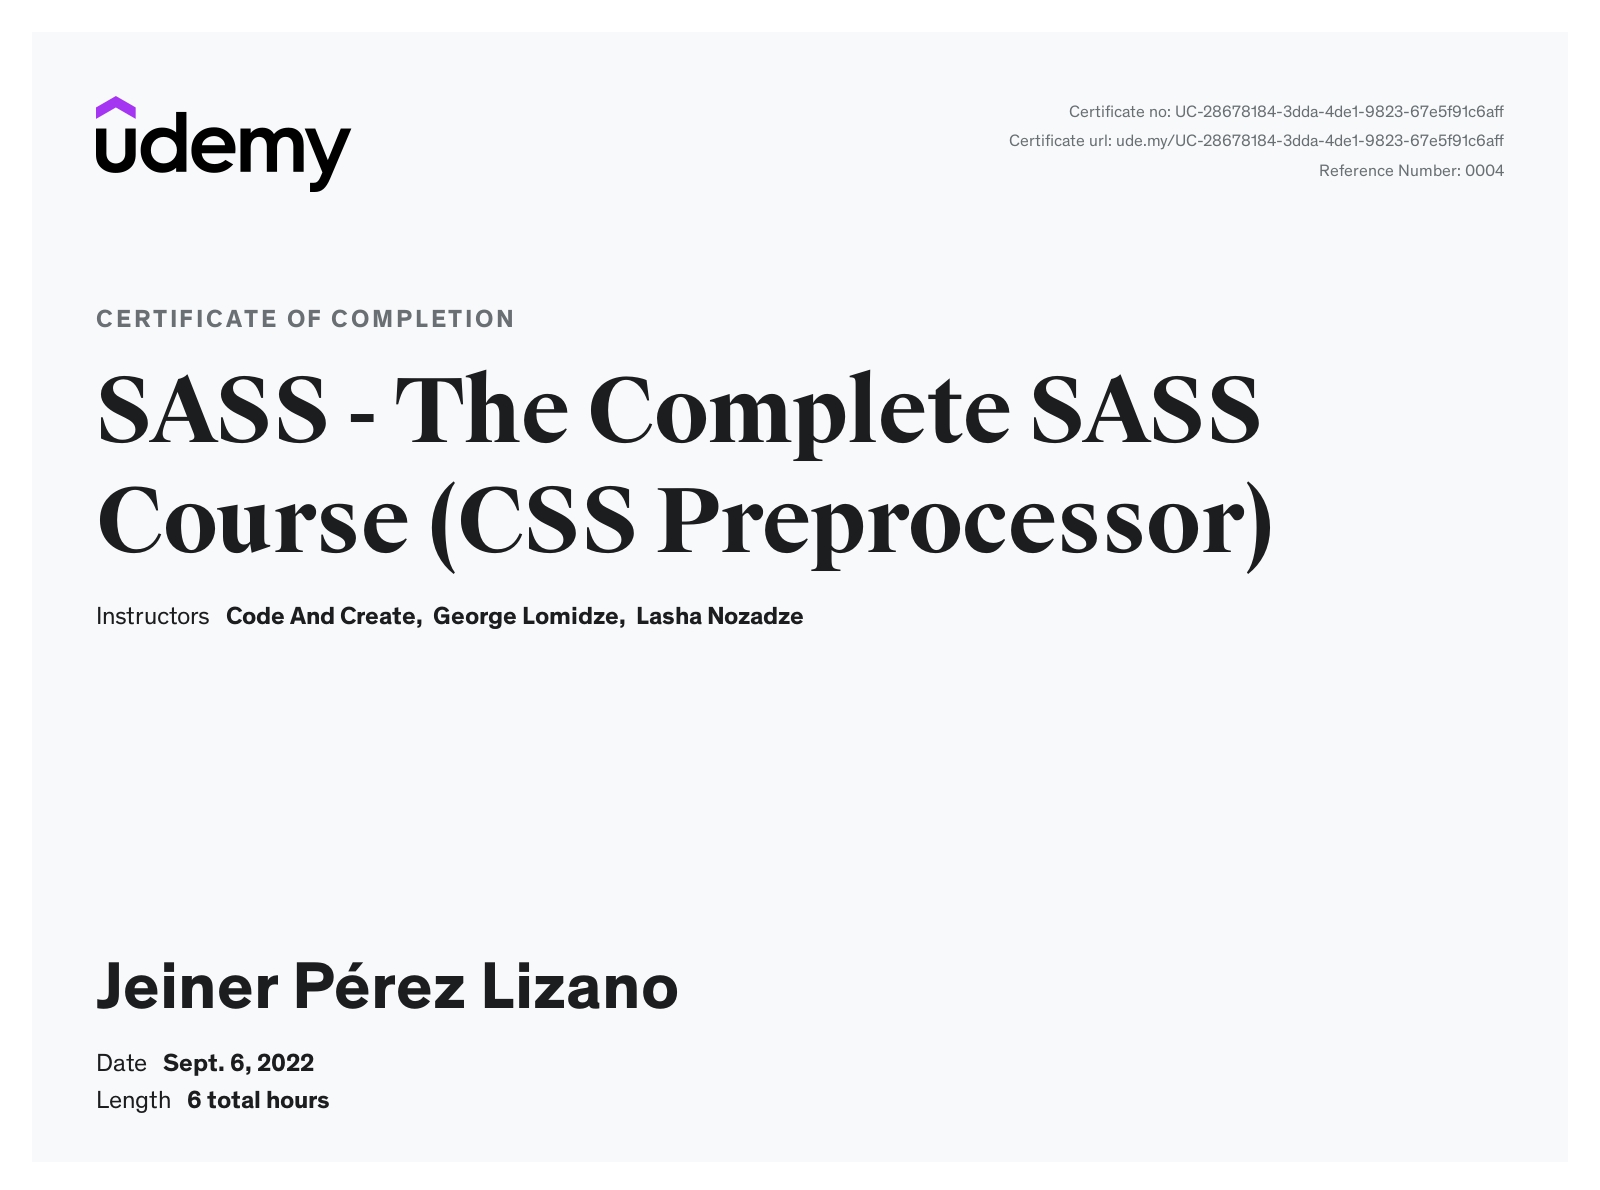 udemy
Certificate no: UC-28678184-3dda-4de1-9823-67e5f91c6aff
Certificate url: ude.my/UC-28678184-3dda-4de1-9823-67e5f91c6aff
Reference Number: 0004
CERTIFICATE OF COMPLETION
SASS - The Complete SASS
Course (CSS Preprocessor)
Instructors Code And Create, George Lomidze, Lasha Nozadze
Jeiner Pérez Lizano
Date Sept. 6, 2022
Length 6 total hours